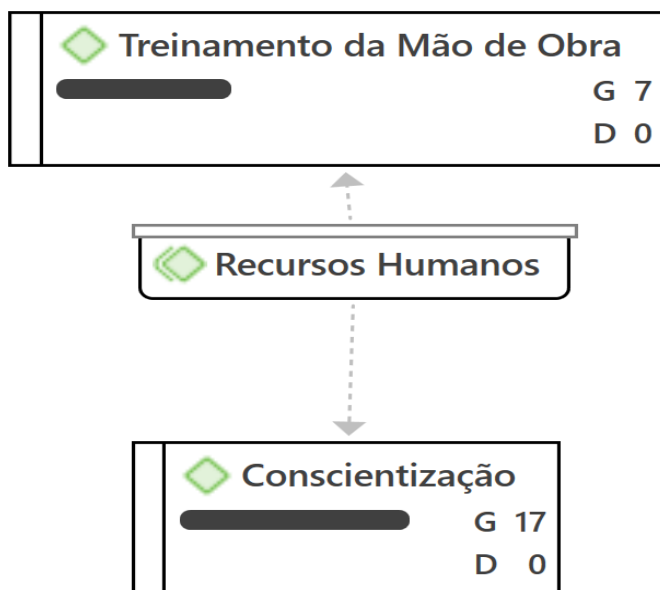 Treinamento da Mão de Obra
G 7
D 0
Recursos Humanos
Conscientização
G 17
D 0